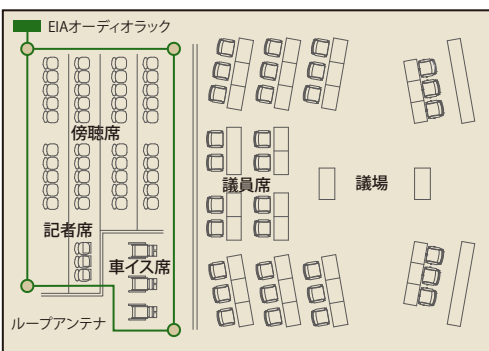 EIAオーディオラック
傍聴席
議員席
議場
記者席
車イス席
ループアンテナ